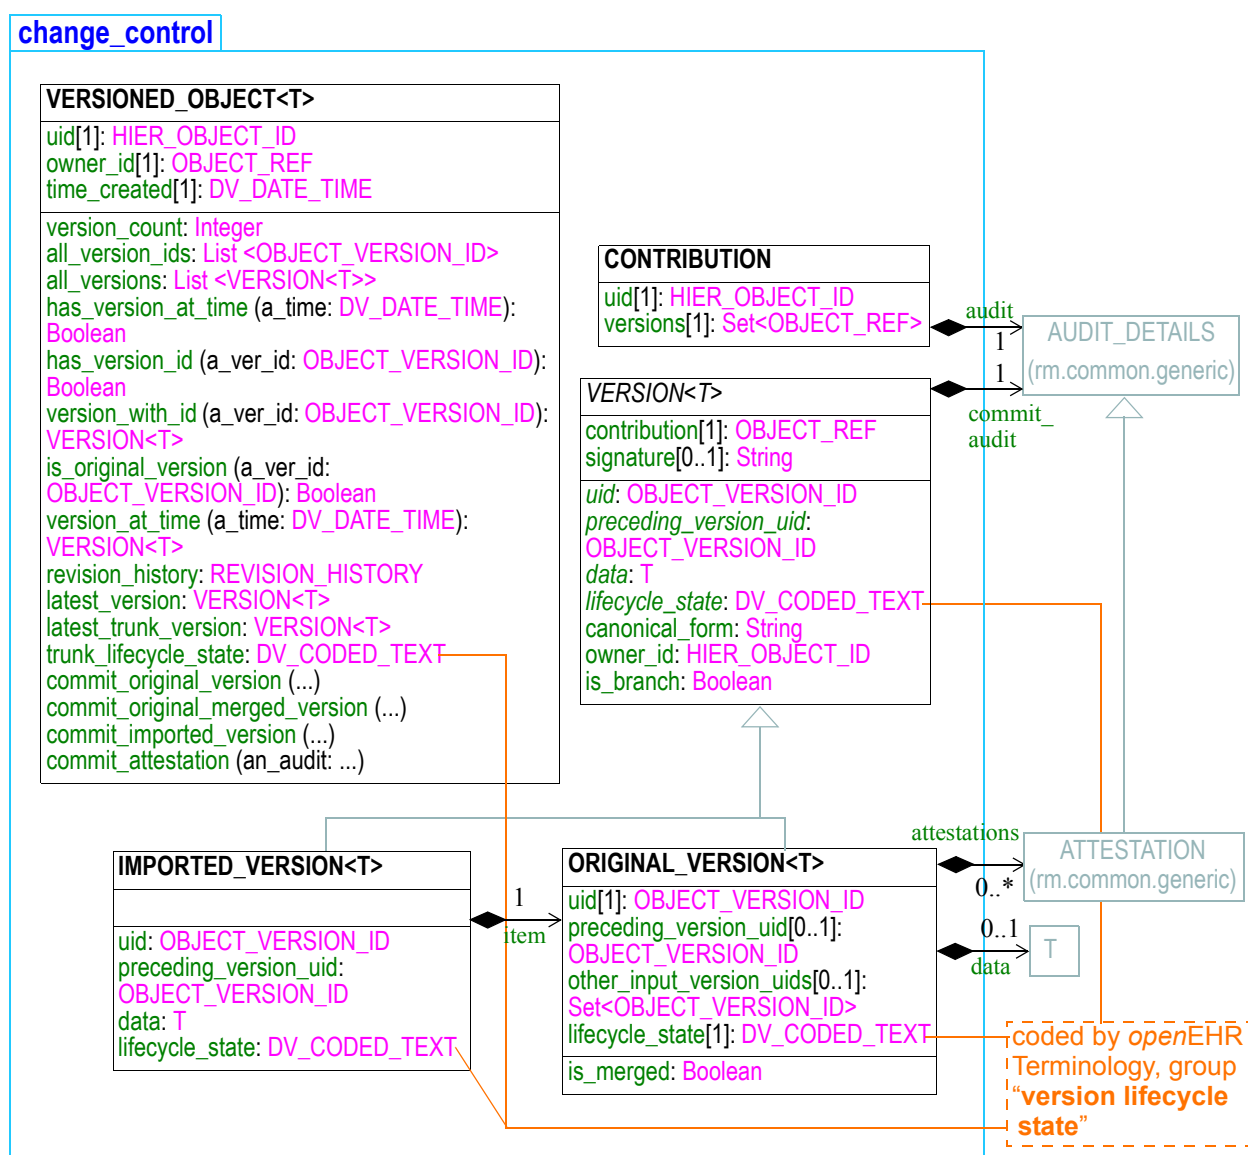 change_control
VERSIONED_OBJECT<T>
uid[1]: HIER_OBJECT_ID
owner_id[1]: OBJECT_REF
time_created[1]: DV_DATE_TIME
version_count: Integer
all_version_ids: List <OBJECT_VERSION_ID>
all_versions: List <VERSION<T>>
has_version_at_time (a_time: DV_DATE_TIME):
Boolean
has_version_id (a_ver_id: OBJECT_VERSION_ID):
Boolean
version_with_id (a_ver_id: OBJECT_VERSION_ID):
VERSION<T>
is_original_version (a_ver_id:
OBJECT_VERSION_ID): Boolean
version_at_time (a_time: DV_DATE_TIME):
VERSION<T>
revision_history: REVISION_HISTORY
latest_version: VERSION<T>
latest_trunk_version: VERSION<T>
trunk_lifecycle_state: DV_CODED_TEXT
commit_original_version (...)
commit_original_merged_version (...)
commit_imported_version (...)
commit_attestation (an_audit: ...)
CONTRIBUTION
uid[1]: HIER_OBJECT_ID
versions[1]: Set<OBJECT_REF>
audit
1
AUDIT_DETAILS
(rm.common.generic)
1
commit_
audit
VERSION<T>
contribution[1]: OBJECT_REF
signature[0..1]: String
uid: OBJECT_VERSION_ID
preceding_version_uid:
OBJECT_VERSION_ID
data: T
lifecycle_state: DV_CODED_TEXT
canonical_form: String
owner_id: HIER_OBJECT_ID
is_branch: Boolean
IMPORTED_VERSION<T>
uid: OBJECT_VERSION_ID
preceding_version_uid:
OBJECT_VERSION_ID
data: T
lifecycle_state: DV_CODED_TEXT
1
item
ORIGINAL_VERSION<T>
uid[1]: OBJECT_VERSION_ID
preceding_version_uid[0..1]:
OBJECT_VERSION_ID
other_input_version_uids[0..1]:
Set<OBJECT_VERSION_ID>
lifecycle_state[1]: DV_CODED_TEXT
is_merged: Boolean
attestations
0..*
ATTESTATION
(rm.common.generic)
0..1
data
T
coded by openEHR
Terminology, group
“version lifecycle
state”